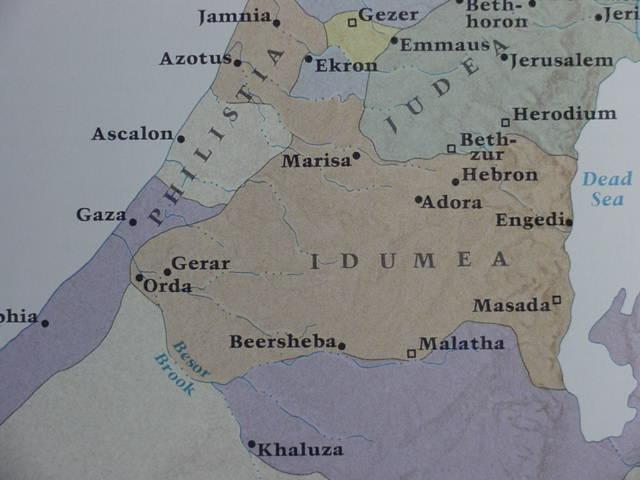 Jamnia
Gezer
Beth-
horon
Jeri
Emmaus
Azotus
Ekron
Jerusalem
JUDEA
PHILISTIA
Herodium
Ascalon
Beth-
zur
Marisa
Hebron
Dead
Sea
Adora
Gaza
Engedi
IDUMEA
Gerar
Orda
Masada
phia
Beersheba
Malatha
Besor
Brook
Khaluza